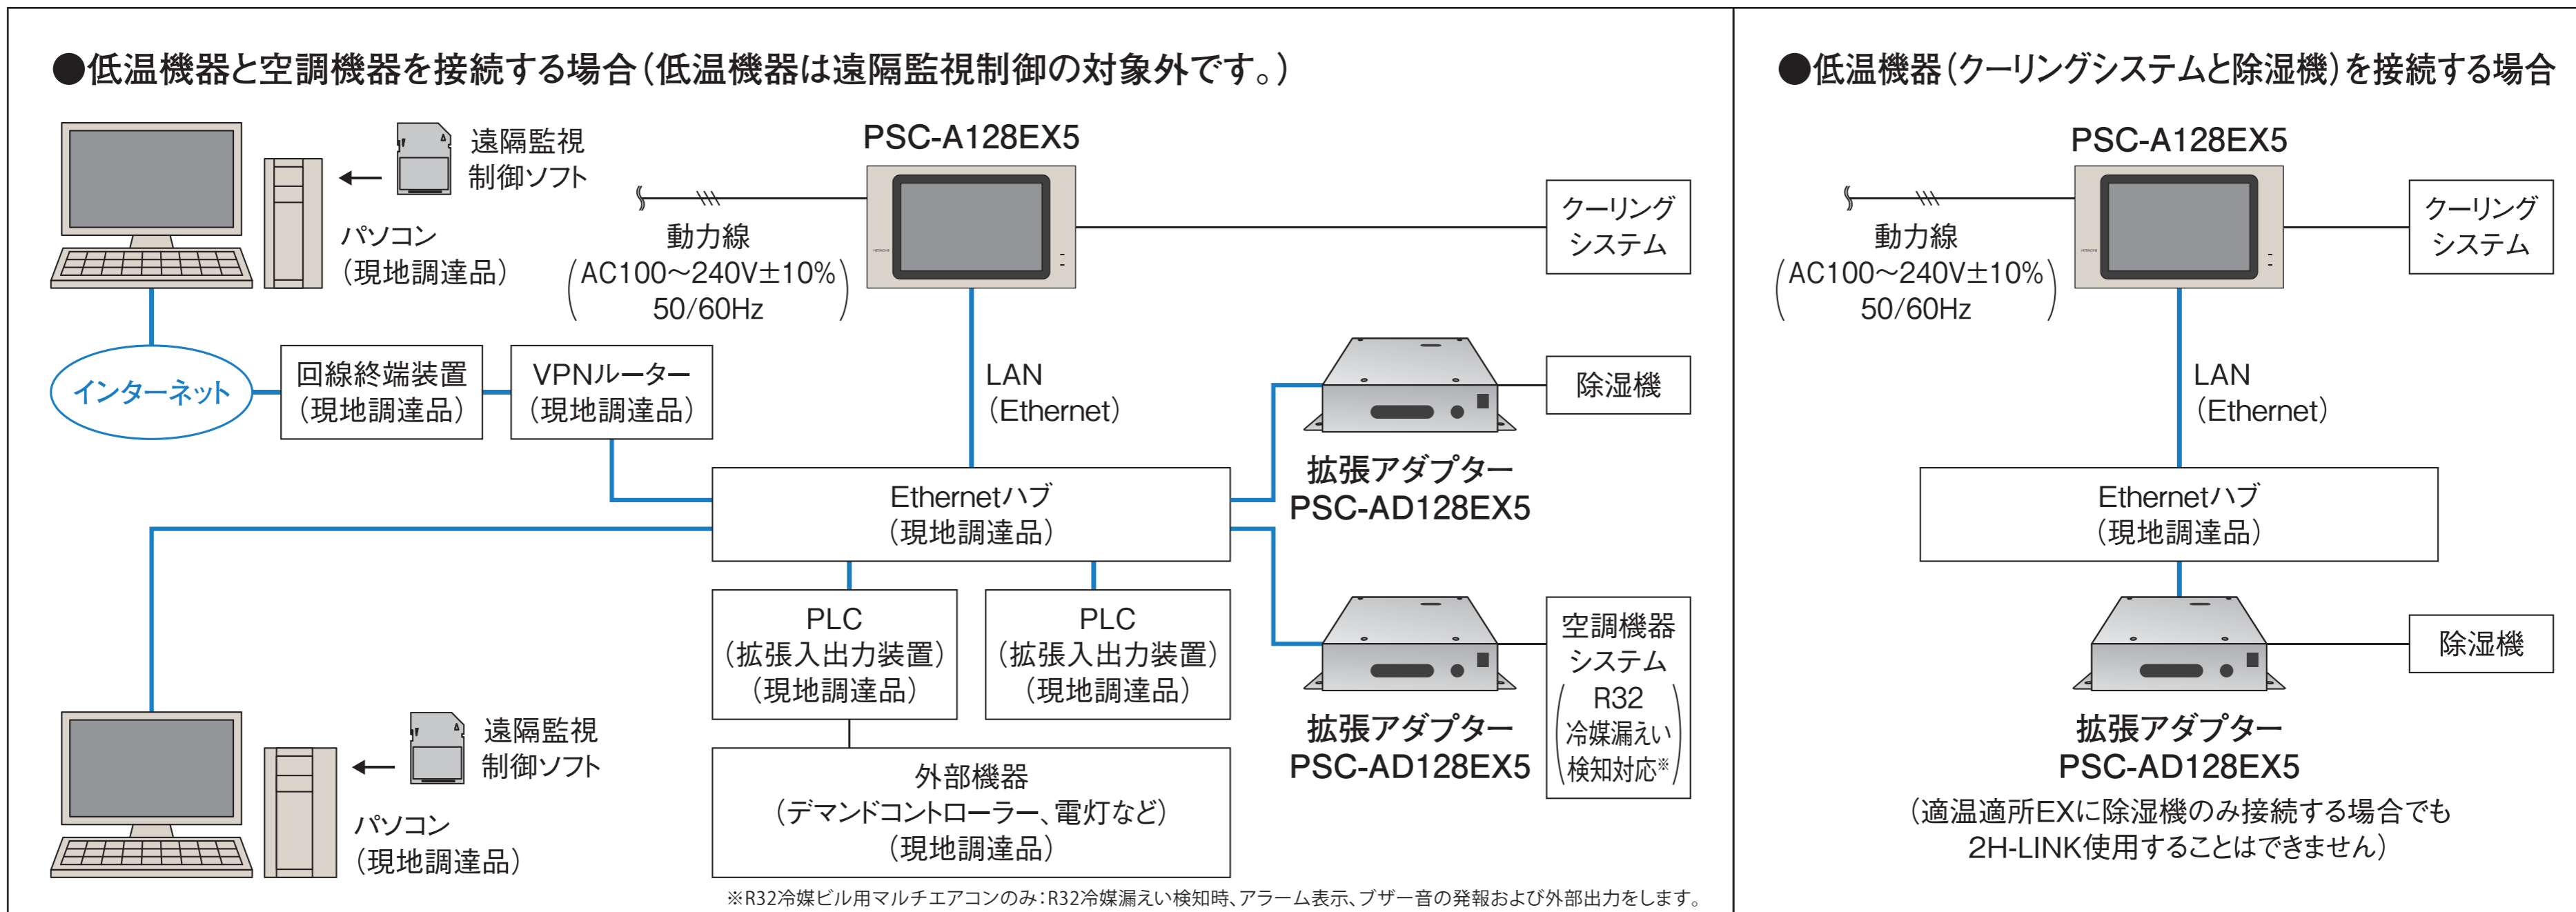 ●低温機器と空調機器を接続する場合（低温機器は遠隔監視制御の対象外です。）
遠隔監視
制御ソフト
パソコン
（現地調達品）
PSC-A128EX5
動力線
（AC100～240V±10%
50/60Hz）
クーリング
システム
インターネット
回線終端装置
（現地調達品）
VPNルーター
（現地調達品）
LAN
（Ethernet）
除湿機
拡張アダプター
PSC-AD128EX5
Ethernetハブ
（現地調達品）
PLC
（拡張入出力装置）
（現地調達品）
PLC
（拡張入出力装置）
（現地調達品）
空調機器
システム
（R32
冷媒漏えい
検知対応※）
拡張アダプター
PSC-AD128EX5
遠隔監視
制御ソフト
パソコン
（現地調達品）
外部機器
（デマンドコントローラー、電灯など）
（現地調達品）
※R32冷媒ビル用マルチエアコンのみ：R32冷媒漏えい検知時、アラーム表示、ブザー音の発報および外部出力をします。
●低温機器（クーリングシステムと除湿機）を接続する場合
PSC-A128EX5
動力線
（AC100～240V±10%
50/60Hz）
クーリング
システム
LAN
（Ethernet）
Ethernetハブ
（現地調達品）
除湿機
拡張アダプター
PSC-AD128EX5
（適温適所EXに除湿機のみ接続する場合でも
2H-LINK使用することはできません）